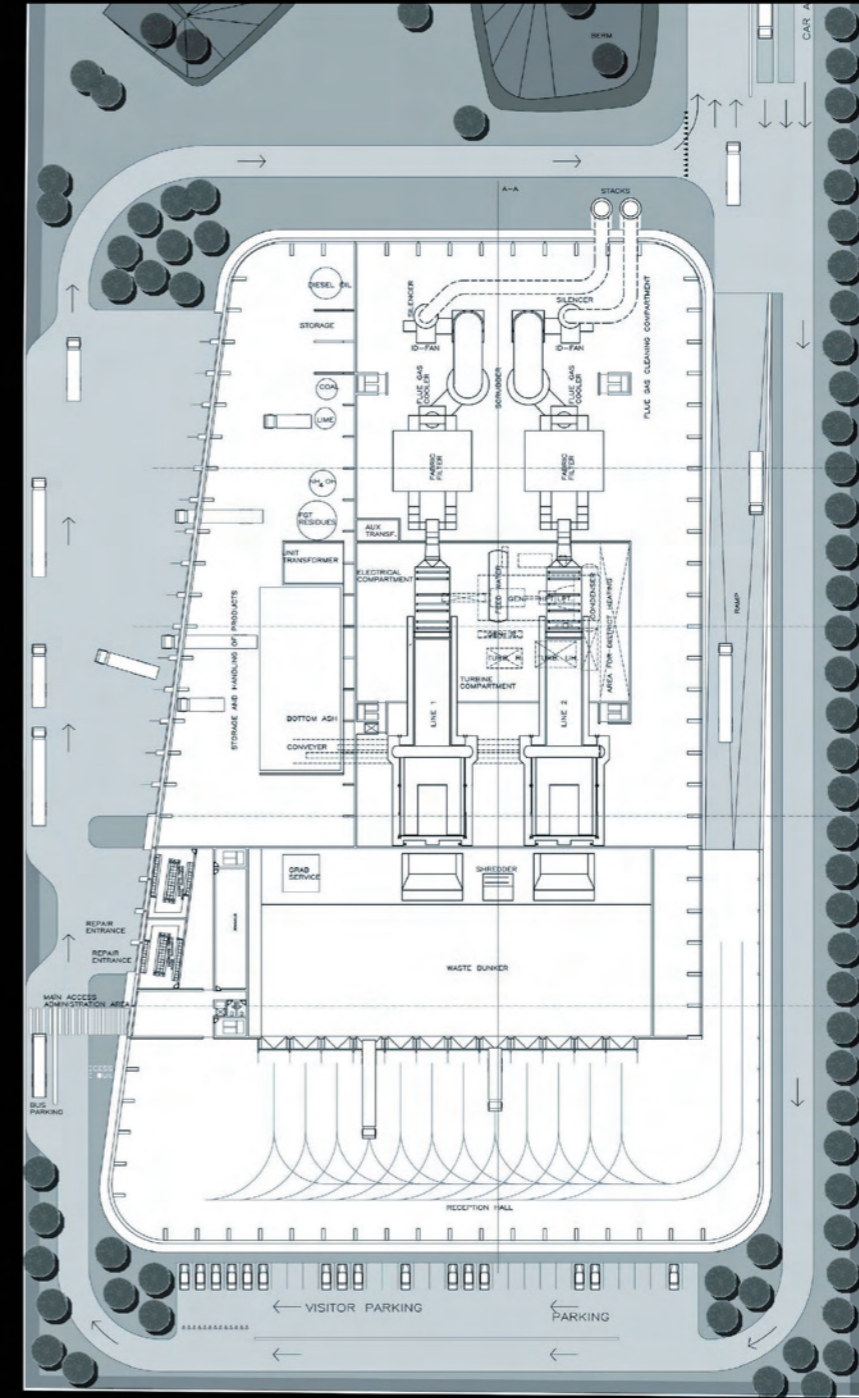 BERM
CAR A
A-A
STACKS
DIESEL OIL
SILENCER
SILENCER
STORAGE
ID-FAN
ID-FAN
FLUE GAS CLEANING COMPARTMENT
FLUE GAS
COOLER
SCRUBBER
FLUE GAS
COOLER
COAL
LIME
FABRIC
FILTER
FABRIC
FILTER
NH4OH
FGT
RESIDUES
AUX
TRANSF.
UNIT
TRANSFORMER
ELECTRICAL
COMPARTMENT
FEED WATER
CONDENSER
AREA FOR DISTRICT HEATING
RAMP
STORAGE AND HANDLING OF PRODUCTS
TURBINE
COMPARTMENT
BOTTOM ASH
LINE 1
LINE 2
CONVEYER
GRAB
SERVICE
SHREDDER
REPAIR
ENTRANCE
REPAIR
ENTRANCE
WASTE BUNKER
MAIN ACCESS
ADMINISTRATION AREA
BUS
PARKING
RECEPTION HALL
VISITOR PARKING
PARKING